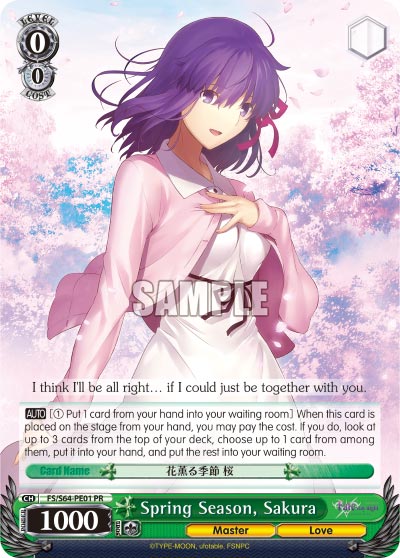 LEVEL
0
0
COST
SAMPLE
I think I'll be all right… if I could just be together with you.
AUTO [① Put 1 card from your hand into your waiting room] When this card is
placed on the stage from your hand, you may pay the cost. If you do, look at
up to 3 cards from the top of your deck, choose up to 1 card from among
them, put it into your hand, and put the rest into your waiting room.
Card Name 花薫る季節 桜
CH FS/S64-PE01 PR
POWER 1000 SOUL Spring Season, Sakura
Master Love
©TYPE-MOON, ufotable, FSNPC